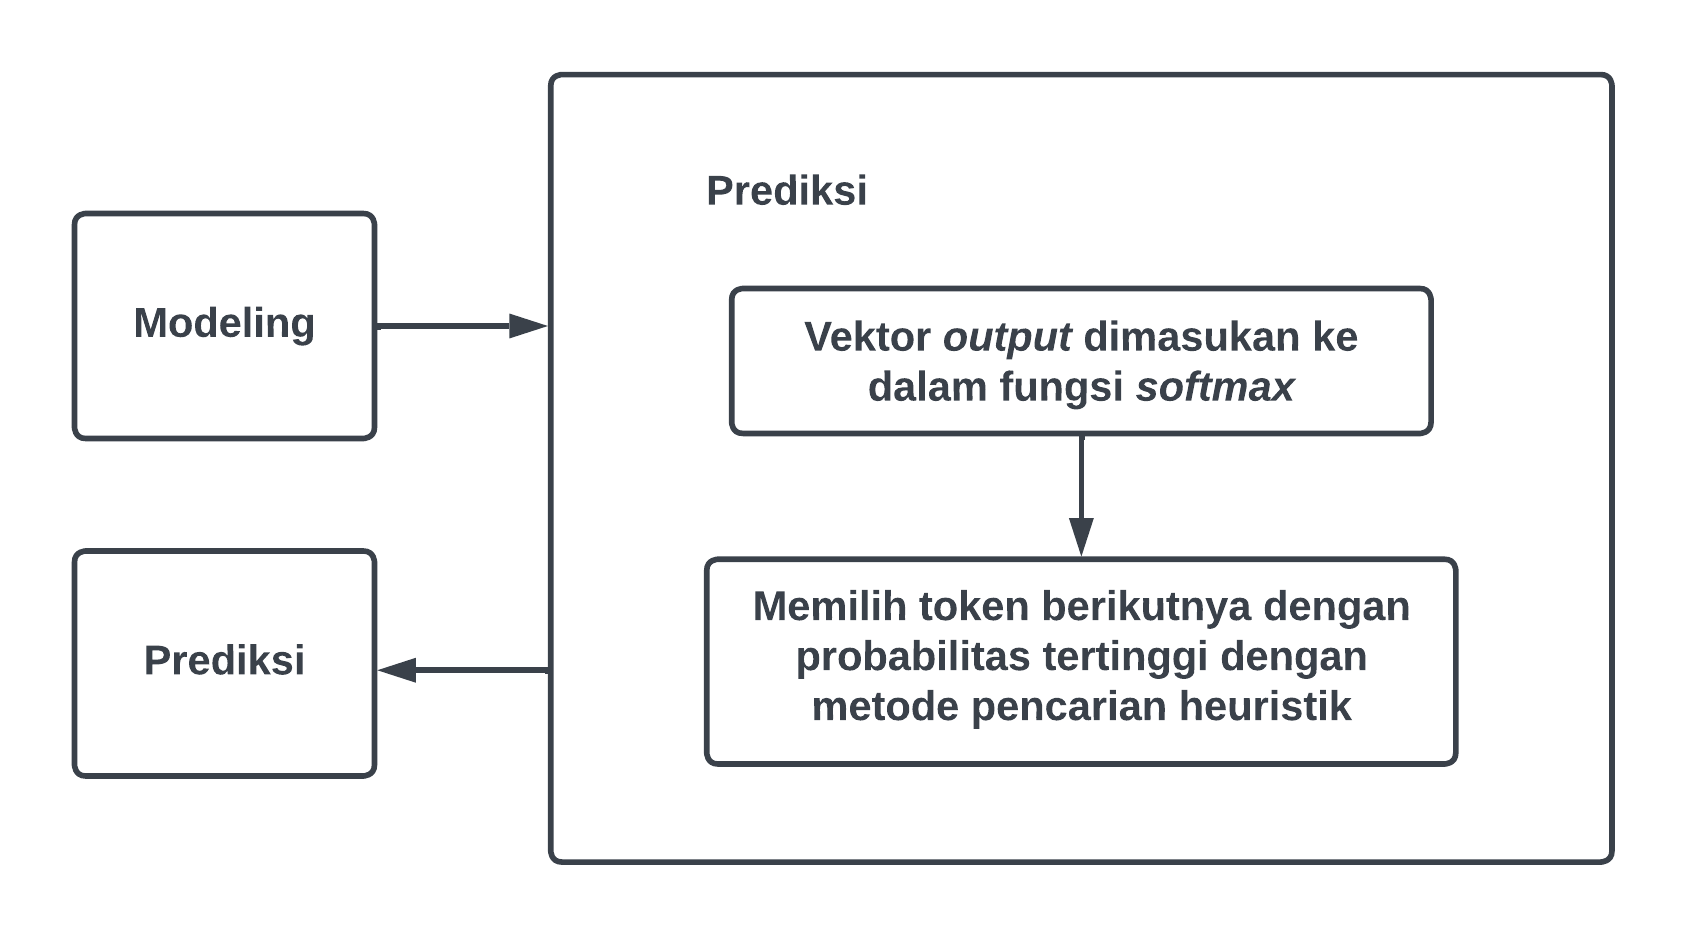 Modeling
Prediksi
Vektor output dimasukan ke
dalam fungsi softmax
Memilih token berikutnya dengan
probabilitas tertinggi dengan
metode pencarian heuristik
Prediksi